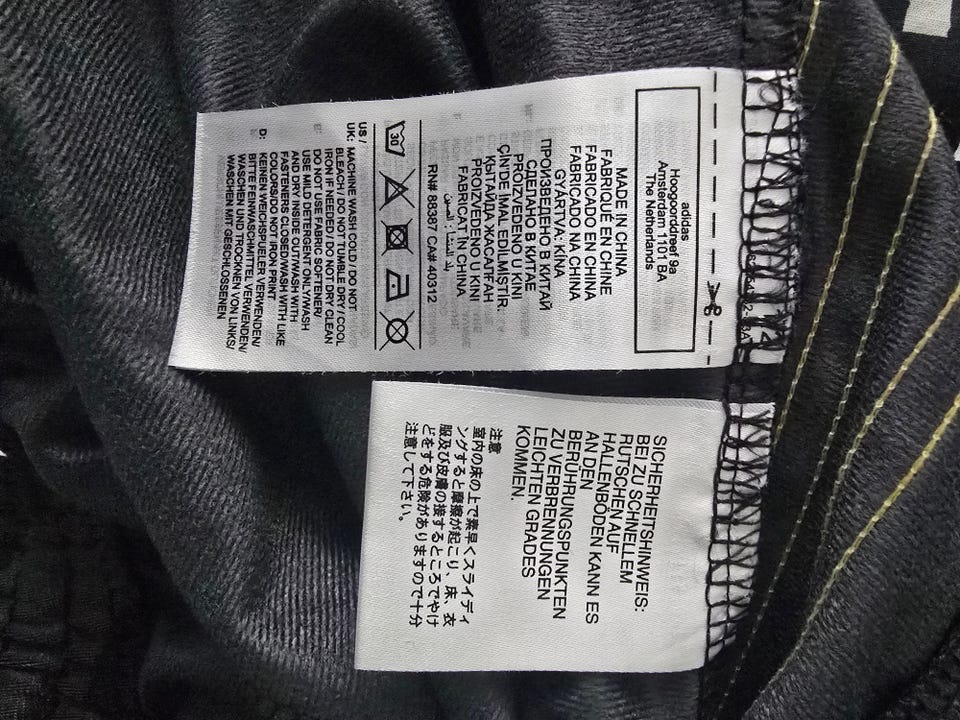 adidas
Hoogoorddreef 9a
Amsterdam 1101 BA
The Netherlands
MADE IN CHINA
FABRIQUÉ EN CHINE
FABRICADO EN CHINA
FABRICADO NA CHINA
GYÁRTVA: KÍNA
ПРОИЗВЕДЕНО В КИТАЙ
СДЕЛАНО В КИТАЕ
PROIZVEDENO U KINI
ÇİN'DE İMAL EDİLMİŞTİR.
ҚЫТАЙДА ЖАСАЛҒАН
PROIZVEDENO U KINI
FABRICAT ÎN CHINA
بلد المنشأ : الصين
RN# 88387 CA# 40312
30
US /
UK: MACHINE WASH COLD / DO NOT
BLEACH / DO NOT TUMBLE DRY / COOL
IRON IF NEEDED / DO NOT DRY CLEAN
DO NOT USE FABRIC SOFTENER/
USE MILD DETERGENT ONLY/WASH
AND DRY INSIDE OUT/WASH WITH
FASTENERS CLOSED/WASH WITH LIKE
COLORS/DO NOT IRON PRINT
D:
KEINEN WEICHSPUELER VERWENDEN/
BITTE FEINWASCHMITTEL VERWENDEN/
WASCHEN UND TROCKNEN VON LINKS/
WASCHEN MIT GESCHLOSSENEN
SICHERHEITSHINWEIS:
BEI ZU SCHNELLEM
RUTSCHEN AUF
HALLENBÖDEN KANN ES
AN DEN
BERÜHRUNGSPUNKTEN
ZU VERBRENNUNGEN
LEICHTEN GRADES
KOMMEN.
注意
室内の床の上で素早くスライディ
ングすると摩擦が起こり、床、衣
服及び皮膚の接するところでやけ
どをする危険がありますので十分
注意して下さい。